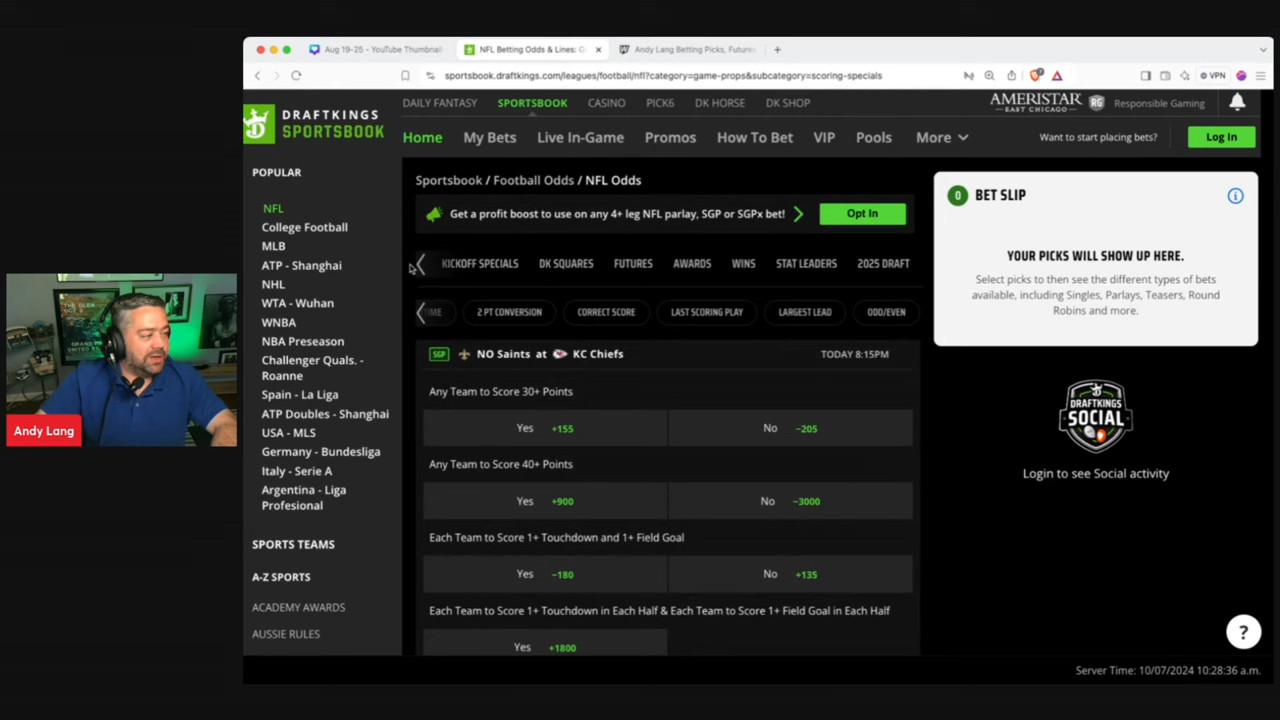 Aug 19-25 - YouTube Thumbnail
NFL Betting Odds & Lines: G
Andy Lang Betting Picks, Future
sportsbook.draftkings.com/leagues/football/nfl?category=game-props&subcategory=scoring-specials
VPN
DRAFTKINGS
SPORTSBOOK
DAILY FANTASY
SPORTSBOOK
CASINO
PICK6
DK HORSE
DK SHOP
AMERISTAR
EAST CHICAGO
RG
Responsible Gaming
Home
My Bets
Live In-Game
Promos
How To Bet
VIP
Pools
More
Want to start placing bets?
Log In
POPULAR
NFL
College Football
MLB
ATP - Shanghai
NHL
WTA - Wuhan
WNBA
NBA Preseason
Challenger Quals. -
Roanne
Spain - La Liga
ATP Doubles - Shanghai
USA - MLS
Germany - Bundesliga
Italy - Serie A
Argentina - Liga
Profesional
SPORTS TEAMS
A-Z SPORTS
ACADEMY AWARDS
AUSSIE RULES
Sportsbook / Football Odds / NFL Odds
Get a profit boost to use on any 4+ leg NFL parlay, SGP or SGPx bet!
Opt In
KICKOFF SPECIALS
DK SQUARES
FUTURES
AWARDS
WINS
STAT LEADERS
2025 DRAFT
TIME
2 PT CONVERSION
CORRECT SCORE
LAST SCORING PLAY
LARGEST LEAD
ODD/EVEN
SGP
NO Saints at KC Chiefs
TODAY 8:15PM
Any Team to Score 30+ Points
Yes +155
No −205
Any Team to Score 40+ Points
Yes +900
No −3000
Each Team to Score 1+ Touchdown and 1+ Field Goal
Yes −180
No +135
Each Team to Score 1+ Touchdown in Each Half & Each Team to Score 1+ Field Goal in Each Half
Yes +1800
0 BET SLIP
YOUR PICKS WILL SHOW UP HERE.
Select picks to then see the different types of bets
available, including Singles, Parlays, Teasers, Round
Robins and more.
DRAFTKINGS
SOCIAL
Login to see Social activity
?
Server Time: 10/07/2024 10:28:36 a.m.
Andy Lang